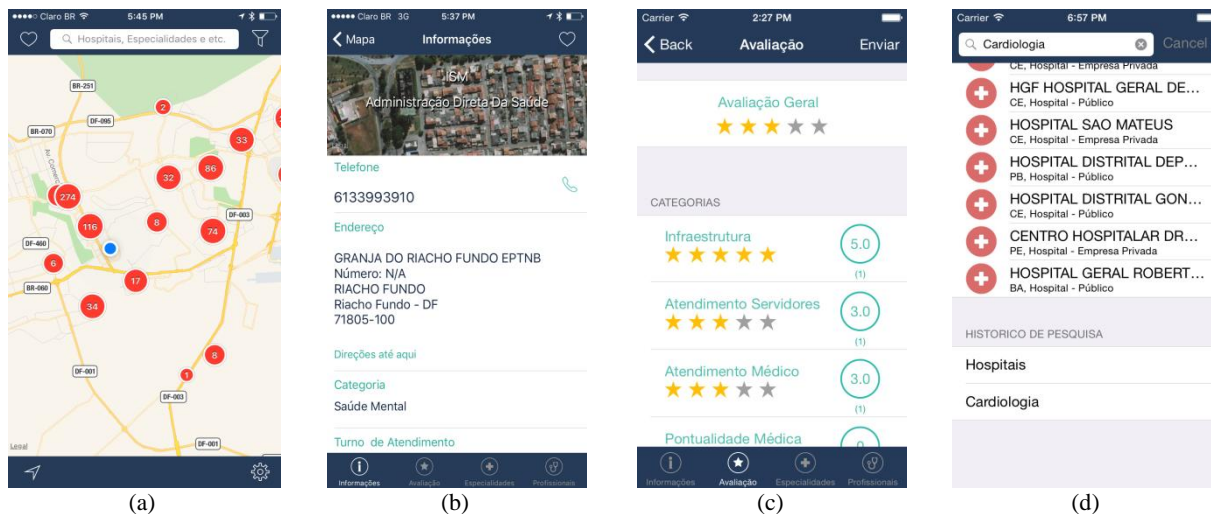 Claro BR 5:45 PM
Hospitais, Especialidades e etc.
BR-251
2
DF-095
BR-070
33
Av. Comerc
86
32
274
DF-003
116
8
74
DF-460
6
17
BR-060
34
8
DF-001
1
DF-003
DF-001
Legal
(a)
Claro BR 3G 5:37 PM
Mapa Informações
ISM
Administração Direta Da Saúde
Telefone
6133993910
Endereço
GRANJA DO RIACHO FUNDO EPTNB
Número: N/A
RIACHO FUNDO
Riacho Fundo - DF
71805-100
Direções até aqui
Categoria
Saúde Mental
Turno de Atendimento
Informações Avaliação Especialidades Profissionais
(b)
Carrier 2:27 PM
Back Avaliação Enviar
Avaliação Geral
CATEGORIAS
Infraestrutura 5.0
(1)
Atendimento Servidores 3.0
(1)
Atendimento Médico 3.0
(1)
Pontualidade Médica
Informações Avaliação Especialidades Profissionais
(c)
Carrier 6:57 PM
Cardiologia Cancel
CE, Hospital - Empresa Privada
HGF HOSPITAL GERAL DE...
CE, Hospital - Público
HOSPITAL SAO MATEUS
CE, Hospital - Empresa Privada
HOSPITAL DISTRITAL DEP...
PB, Hospital - Público
HOSPITAL DISTRITAL GON...
CE, Hospital - Público
CENTRO HOSPITALAR DR...
PE, Hospital - Empresa Privada
HOSPITAL GERAL ROBERT...
BA, Hospital - Público
HISTORICO DE PESQUISA
Hospitais
Cardiologia
(d)